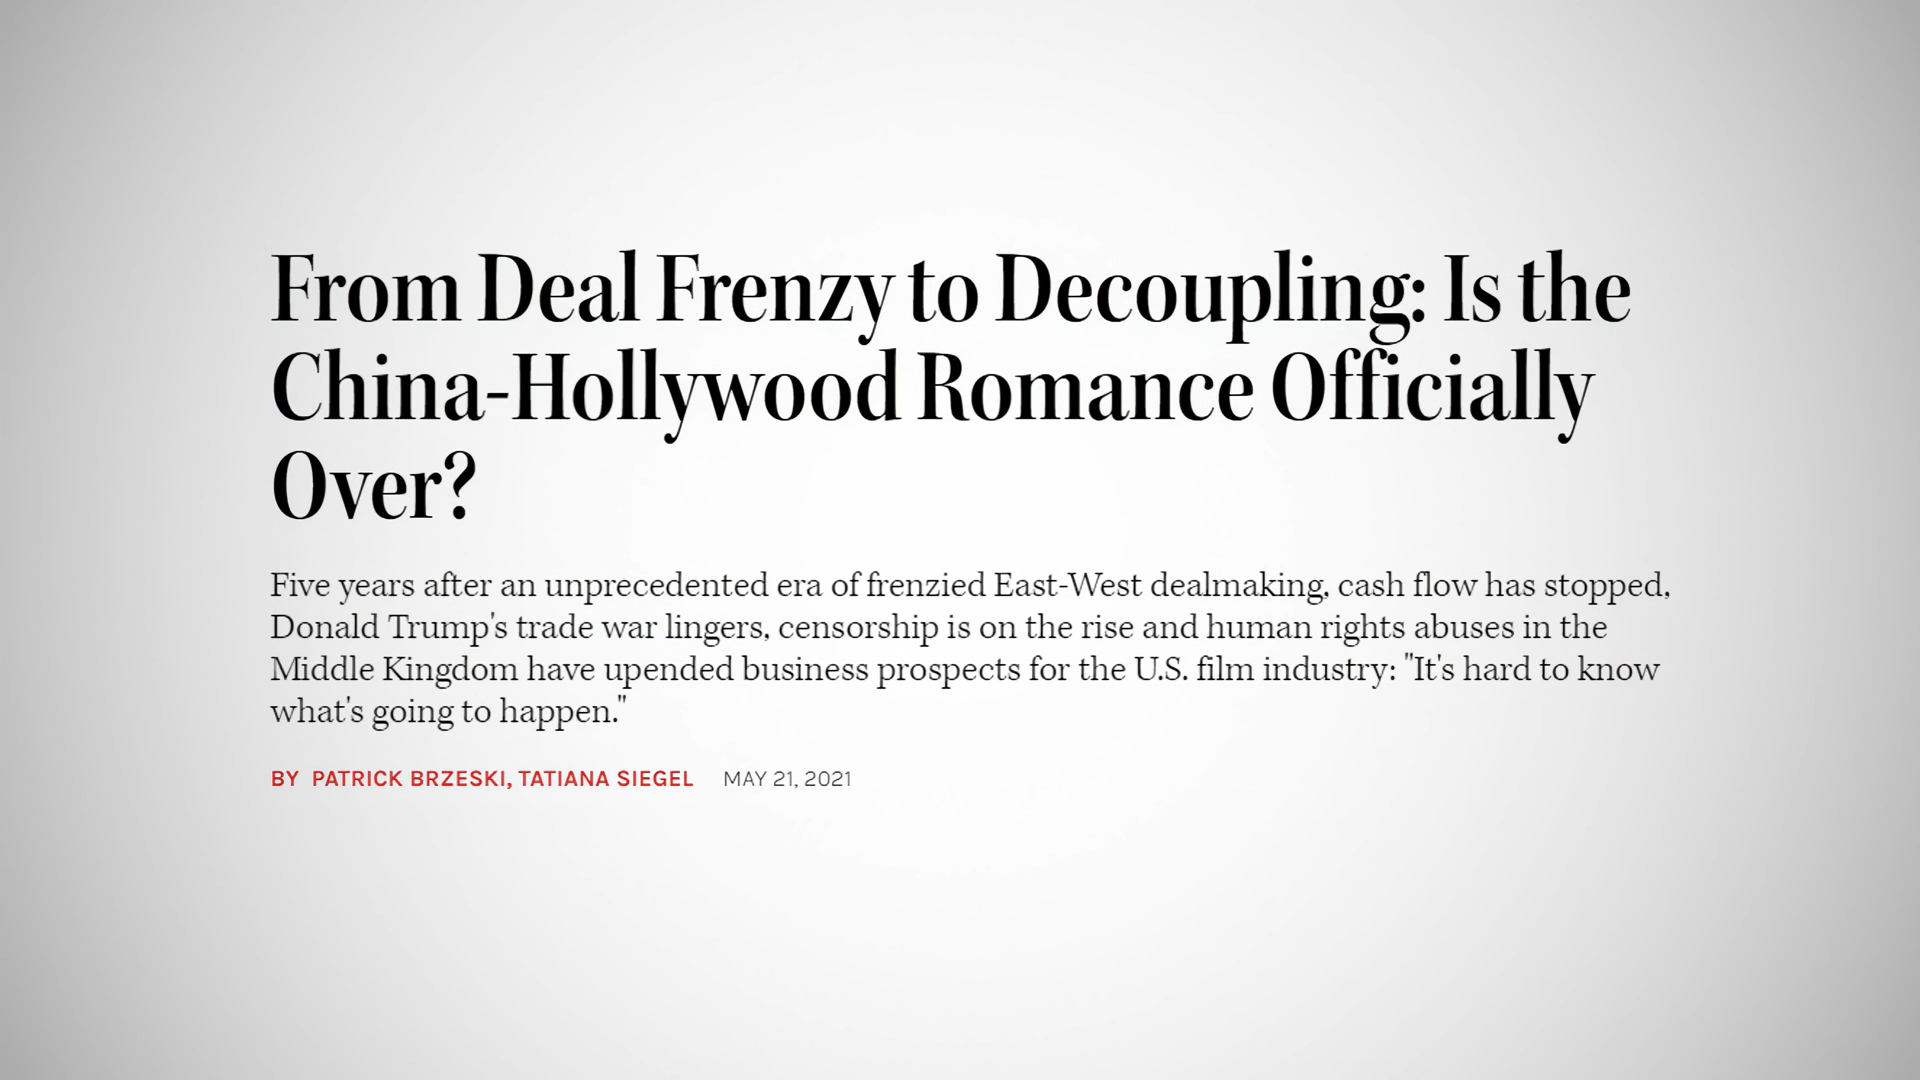 From Deal Frenzy to Decoupling: Is the
China-Hollywood Romance Officially
Over?
Five years after an unprecedented era of frenzied East-West dealmaking, cash flow has stopped,
Donald Trump's trade war lingers, censorship is on the rise and human rights abuses in the
Middle Kingdom have upended business prospects for the U.S. film industry: "It's hard to know
what's going to happen."
BY PATRICK BRZESKI, TATIANA SIEGEL MAY 21, 2021